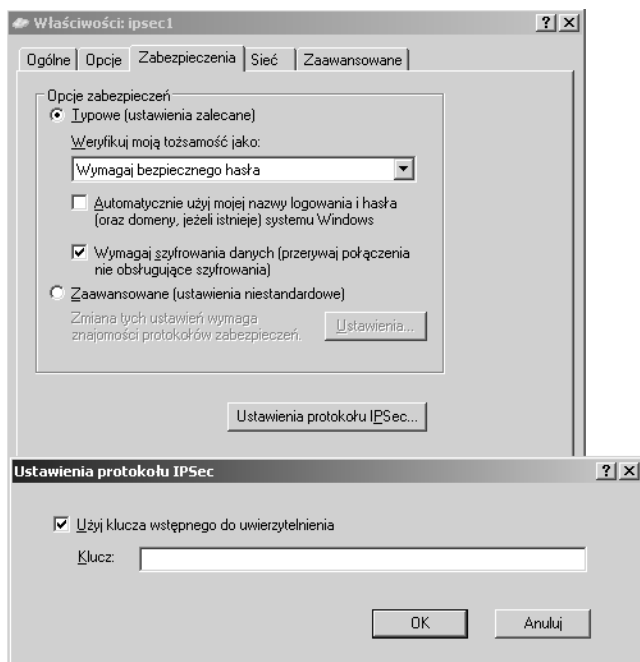 Właściwości: ipsec1
Ogólne Opcje Zabezpieczenia Sieć Zaawansowane
Opcje zabezpieczeń
Typowe (ustawienia zalecane)
Weryfikuj moją tożsamość jako:
Wymagaj bezpiecznego hasła
Automatycznie użyj mojej nazwy logowania i hasła
(oraz domeny, jeżeli istnieje) systemu Windows
Wymagaj szyfrowania danych (przerywaj połączenia
nie obsługujące szyfrowania)
Zaawansowane (ustawienia niestandardowe)
Zmiana tych ustawień wymaga
znajomości protokołów zabezpieczeń.
Ustawienia...
Ustawienia protokołu IPSec...
Ustawienia protokołu IPSec
Użyj klucza wstępnego do uwierzytelnienia
Klucz:
OK Anuluj